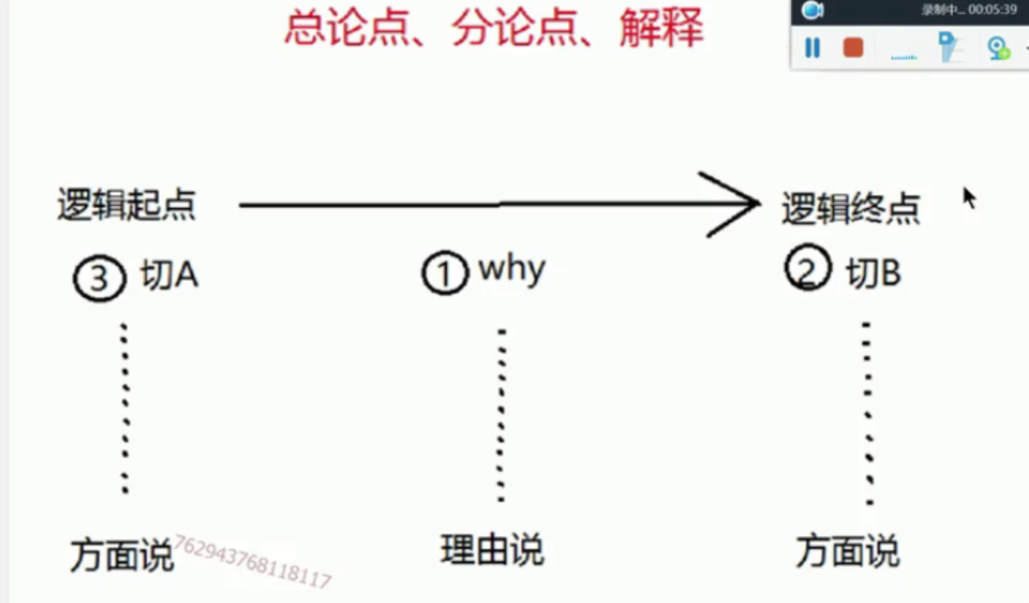 总论点、分论点、解释
录制中... 00:05:39
逻辑起点
逻辑终点
③ 切A
① why
② 切B
方面说
理由说
方面说
762943768118117